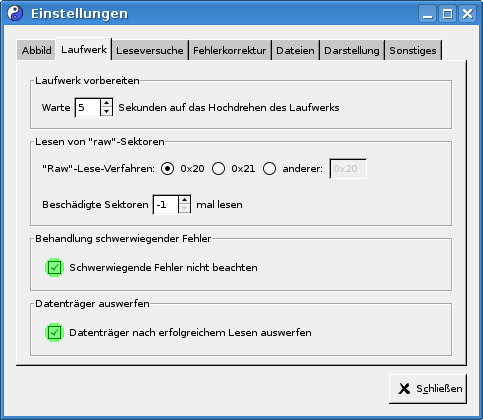 Einstellungen
Abbild Laufwerk Leseversuche Fehlerkorrektur Dateien Darstellung Sonstiges
Laufwerk vorbereiten
Warte 5 Sekunden auf das Hochdrehen des Laufwerks
Lesen von "raw"-Sektoren
"Raw"-Lese-Verfahren: 0x20 0x21 anderer: 0x20
Beschädigte Sektoren -1 mal lesen
Behandlung schwerwiegender Fehler
Schwerwiegende Fehler nicht beachten
Datenträger auswerfen
Datenträger nach erfolgreichem Lesen auswerfen
Schließen